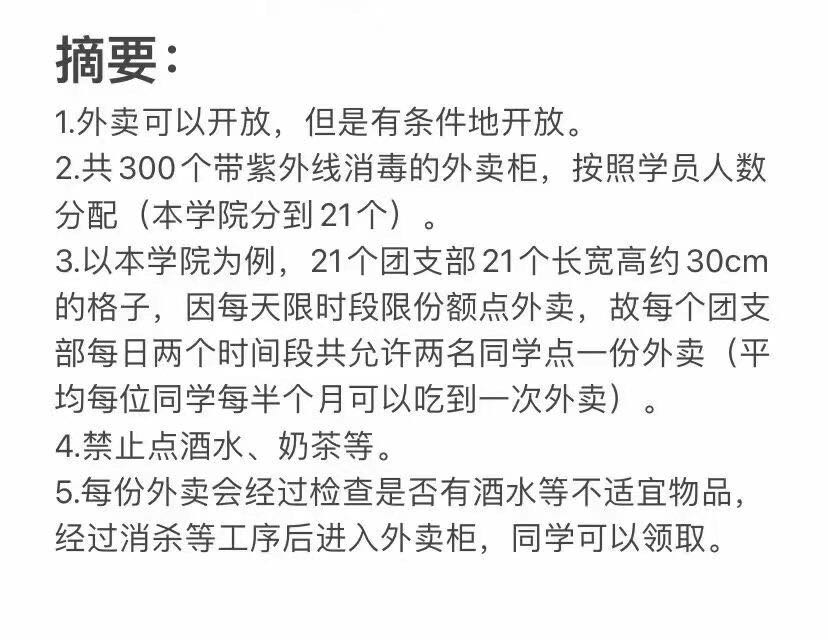 摘要：
1.外卖可以开放，但是有条件地开放。
2.共300个带紫外线消毒的外卖柜，按照学员人数
分配（本学院分到21个）。
3.以本学院为例，21个团支部21个长宽高约30cm
的格子，因每天限时段限份额点外卖，故每个团支
部每日两个时间段共允许两名同学点一份外卖（平
均每位同学每半个月可以吃到一次外卖）。
4.禁止点酒水、奶茶等。
5.每份外卖会经过检查是否有酒水等不适宜物品，
经过消杀等工序后进入外卖柜，同学可以领取。